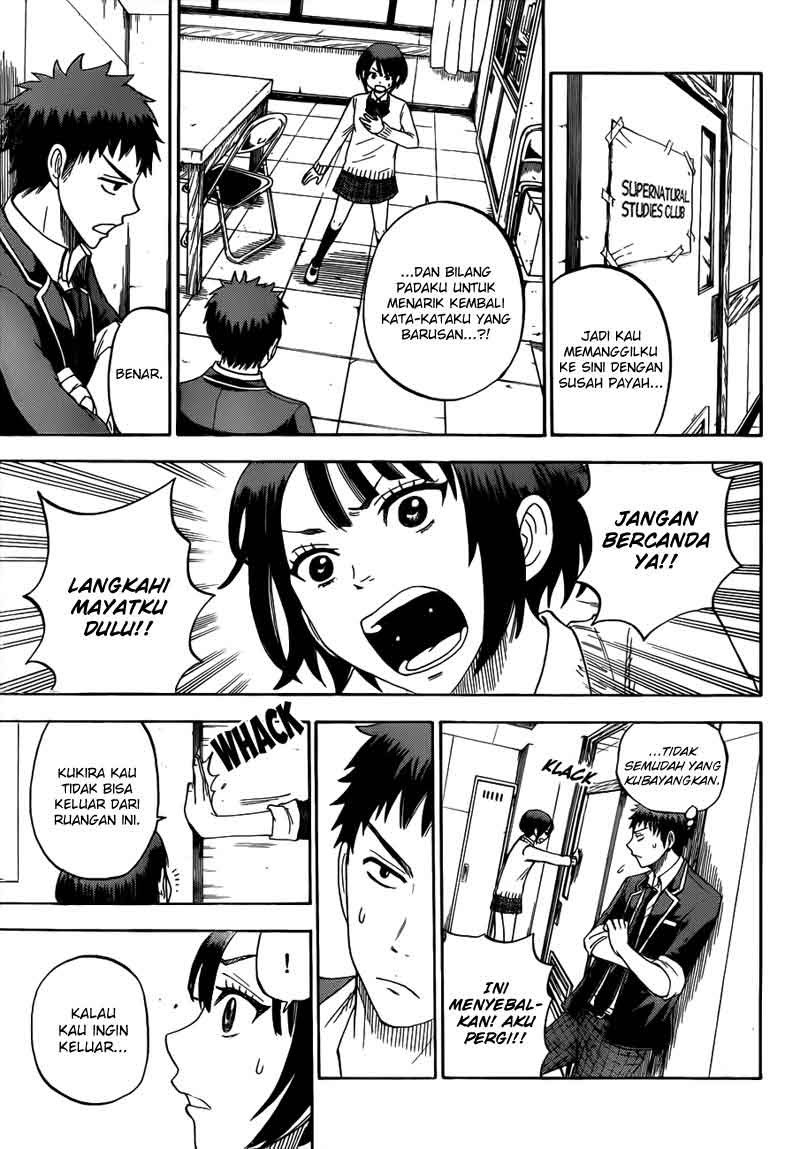 SUPERNATURAL
STUDIES CLUB
JADI KAU
MEMANGGILKU
KE SINI DENGAN
SUSAH PAYAH...
...DAN BILANG
PADAKU UNTUK
MENARIK KEMBALI
KATA-KATAKU YANG
BARUSAN...?!
BENAR.
JANGAN
BERCANDA
YA!!
LANGKAHI
MAYATKU
DULU!!
...TIDAK
SEMUDAH YANG
KUBAYANGKAN.
KLACK
INI
MENYEBAL-
KAN! AKU
PERGI!!
WHACK
KUKIRA KAU
TIDAK BISA
KELUAR DARI
RUANGAN INI.
!
KALAU
KAU INGIN
KELUAR...